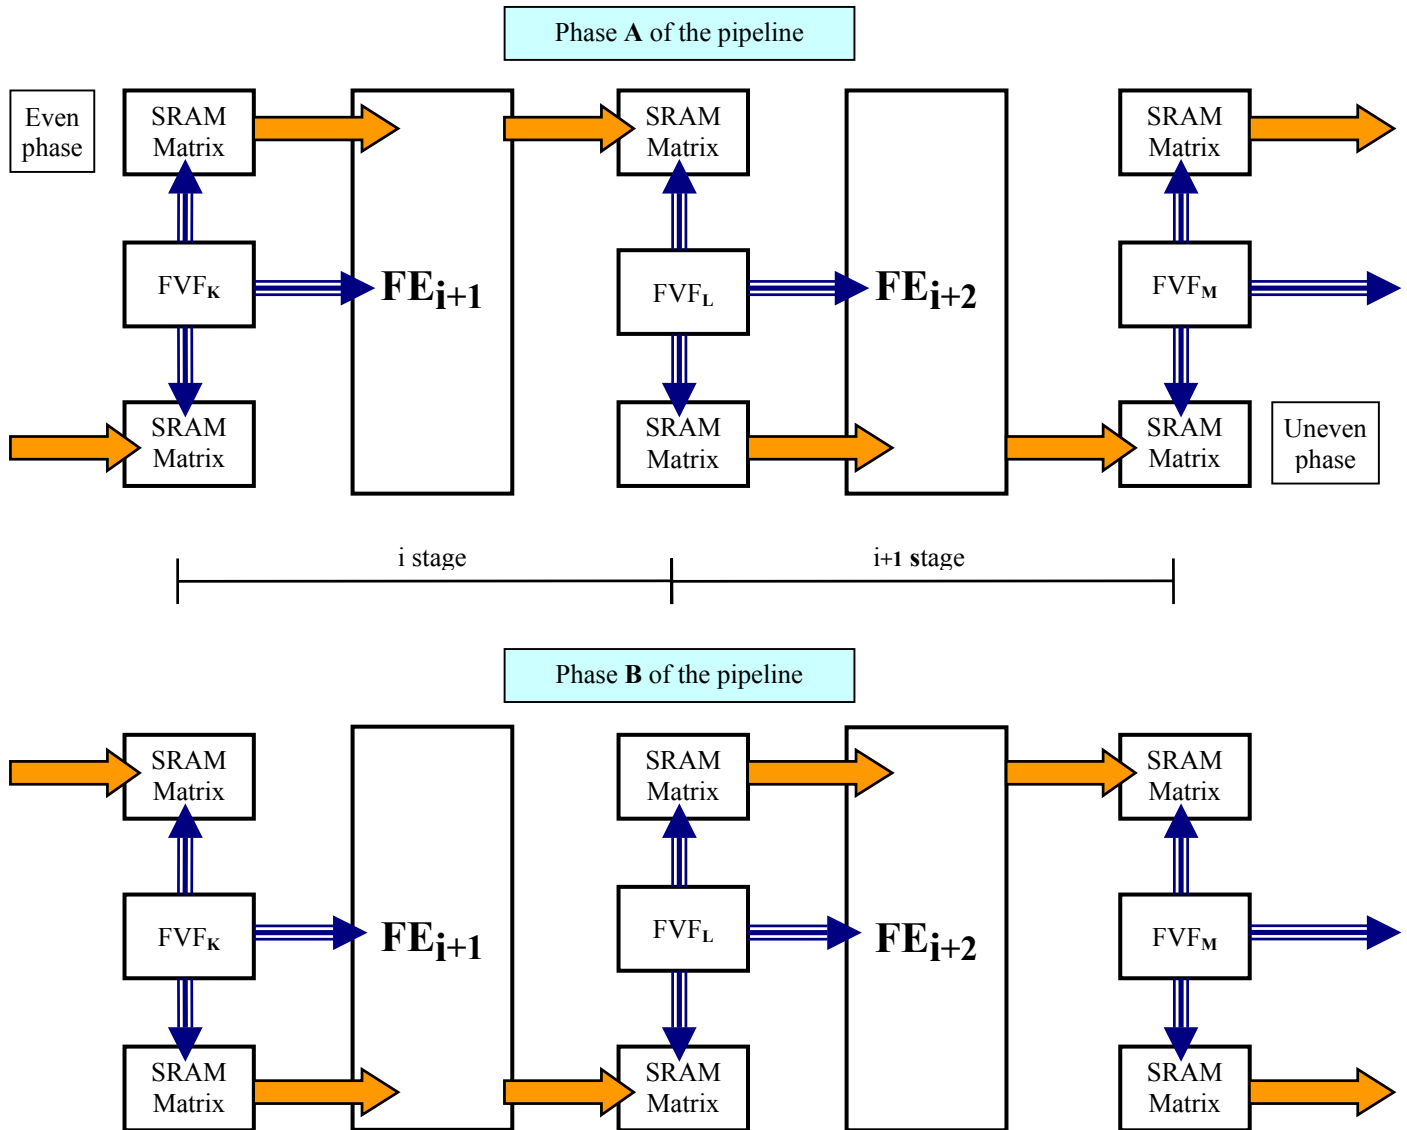 Phase A of the pipeline
Even
phase
SRAM
Matrix
SRAM
Matrix
SRAM
Matrix
FVFK
FEi+1
FVFL
FEi+2
FVFM
SRAM
Matrix
SRAM
Matrix
SRAM
Matrix
Uneven
phase
i stage
i+1 stage
Phase B of the pipeline
SRAM
Matrix
SRAM
Matrix
SRAM
Matrix
FVFK
FEi+1
FVFL
FEi+2
FVFM
SRAM
Matrix
SRAM
Matrix
SRAM
Matrix